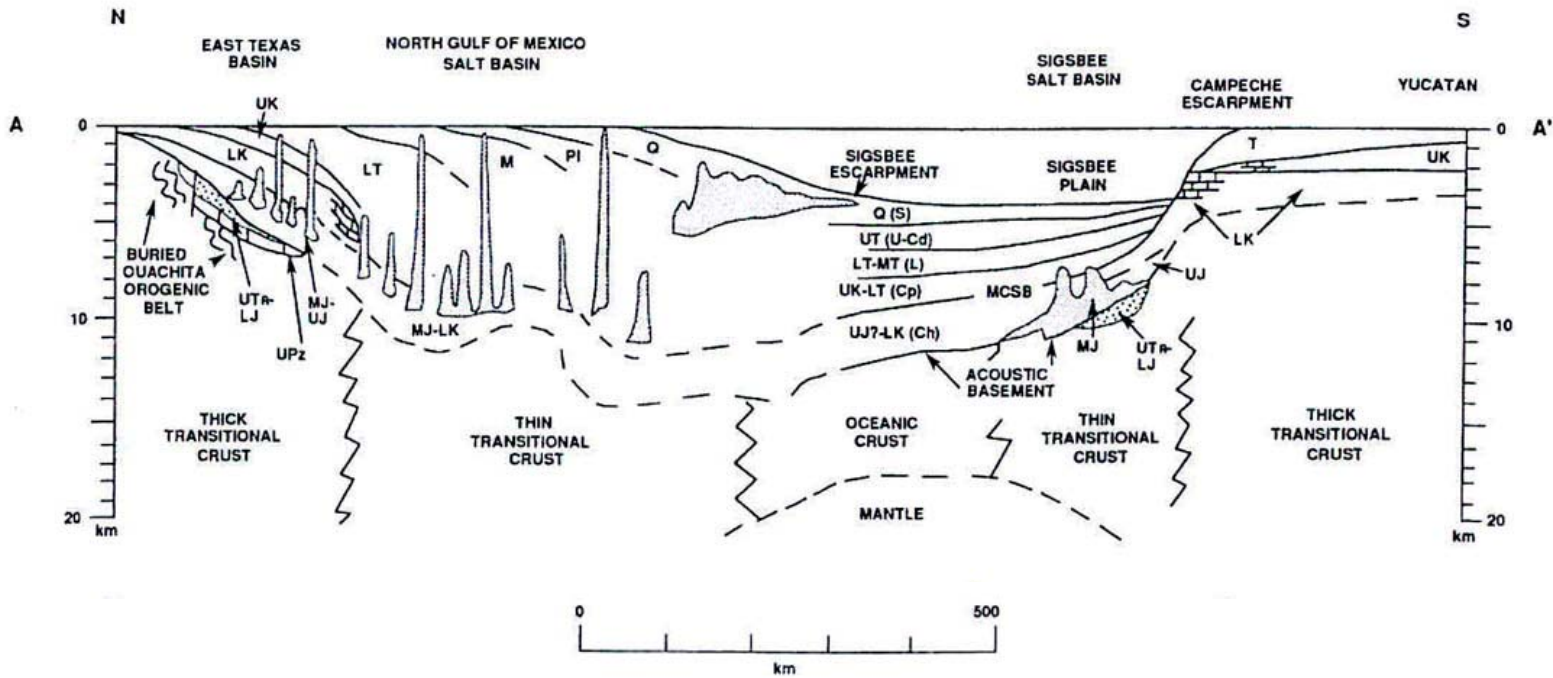 N
S
EAST TEXAS
BASIN
NORTH GULF OF MEXICO
SALT BASIN
SIGSBEE
SALT BASIN
CAMPECHE
ESCARPMENT
YUCATAN
A
0
UK
LK
LT
M
PI
Q
SIGSBEE
ESCARPMENT
SIGSBEE
PLAIN
T
UK
0
A'
Q (S)
UT (U-Cd)
LT-MT (L)
UK-LT (Cp)
MCSB
UJ?-LK (Ch)
LK
UJ
BURIED
OUACHITA
OROGENIC
BELT
UTR-
LJ
MJ-
UJ
UPz
MJ-LK
10
10
MJ
UTR-
LJ
ACOUSTIC
BASEMENT
THICK
TRANSITIONAL
CRUST
THIN
TRANSITIONAL
CRUST
OCEANIC
CRUST
THIN
TRANSITIONAL
CRUST
THICK
TRANSITIONAL
CRUST
MANTLE
20
km
20
km
0
500
km